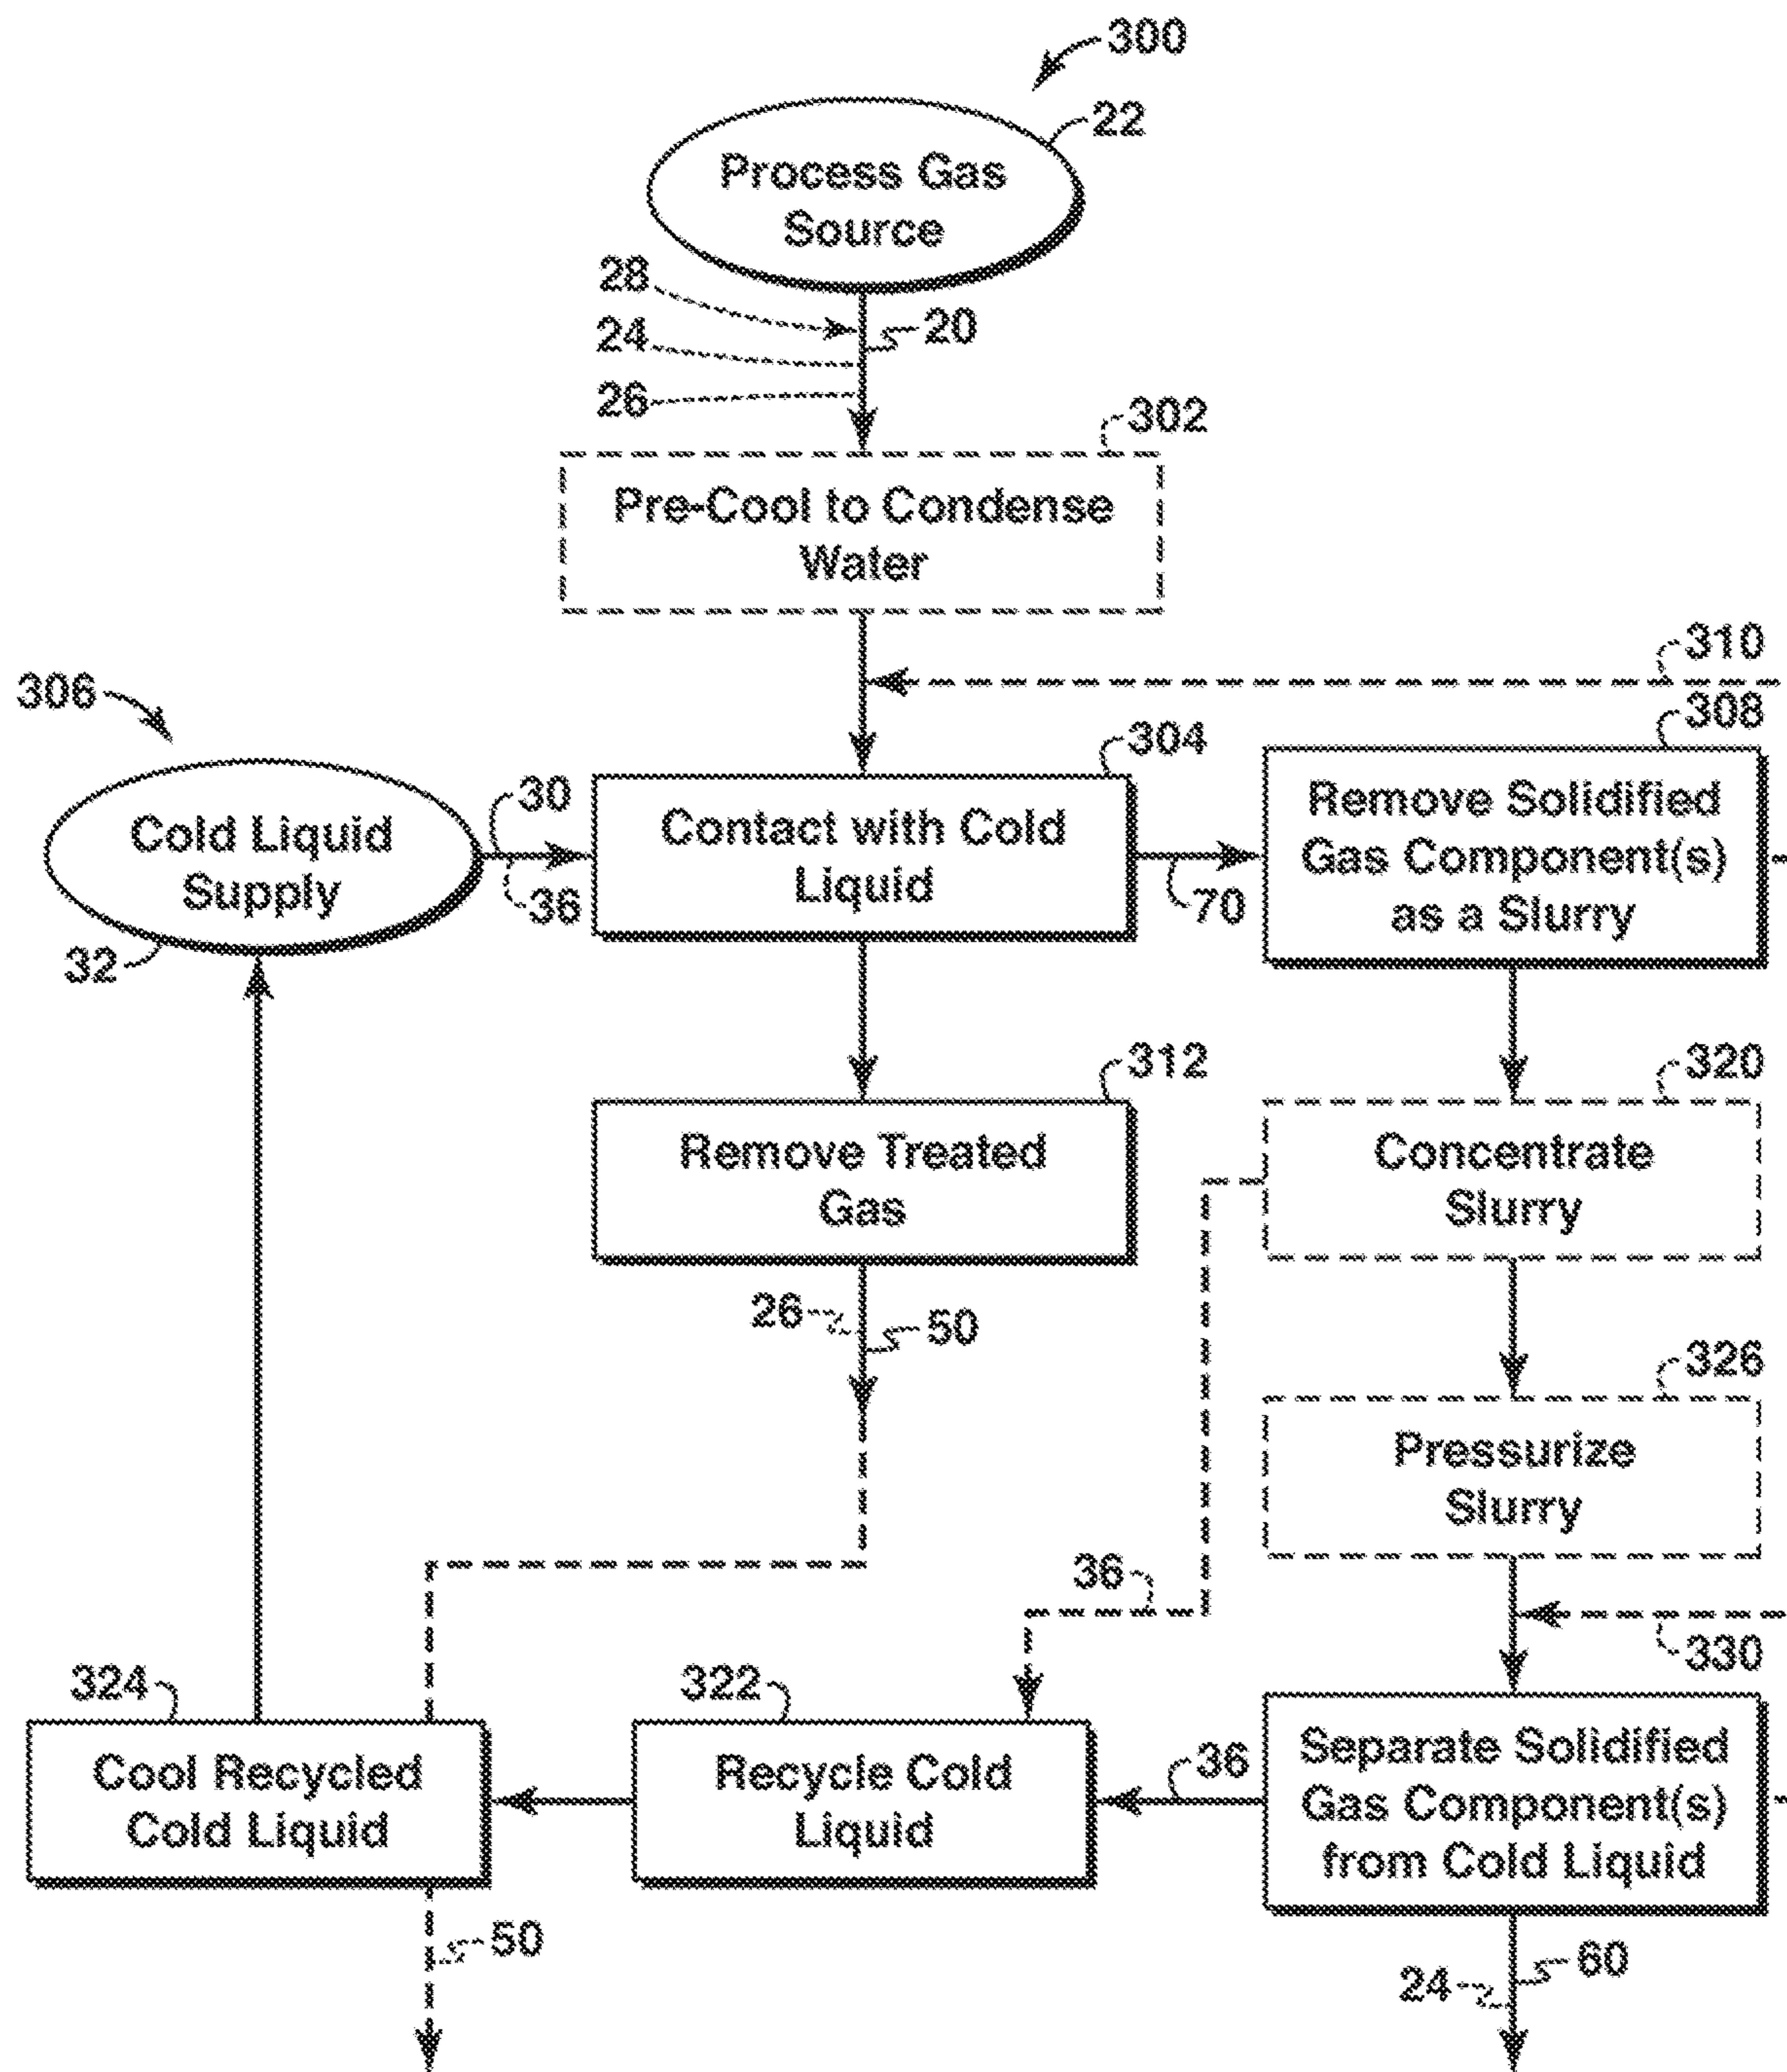 300
22
Process Gas
Source
28
24
26
20
302
Pre-Cool to Condense
Water
310
306
304
308
Cold Liquid
Supply
32
30
36
Contact with Cold
Liquid
70
Remove Solidified
Gas Component(s)
as a Slurry
312
Remove Treated
Gas
320
Concentrate
Slurry
26
50
326
Pressurize
Slurry
36
330
324
Cool Recycled
Cold Liquid
322
Recycle Cold
Liquid
36
Separate Solidified
Gas Component(s)
from Cold Liquid
50
24
60